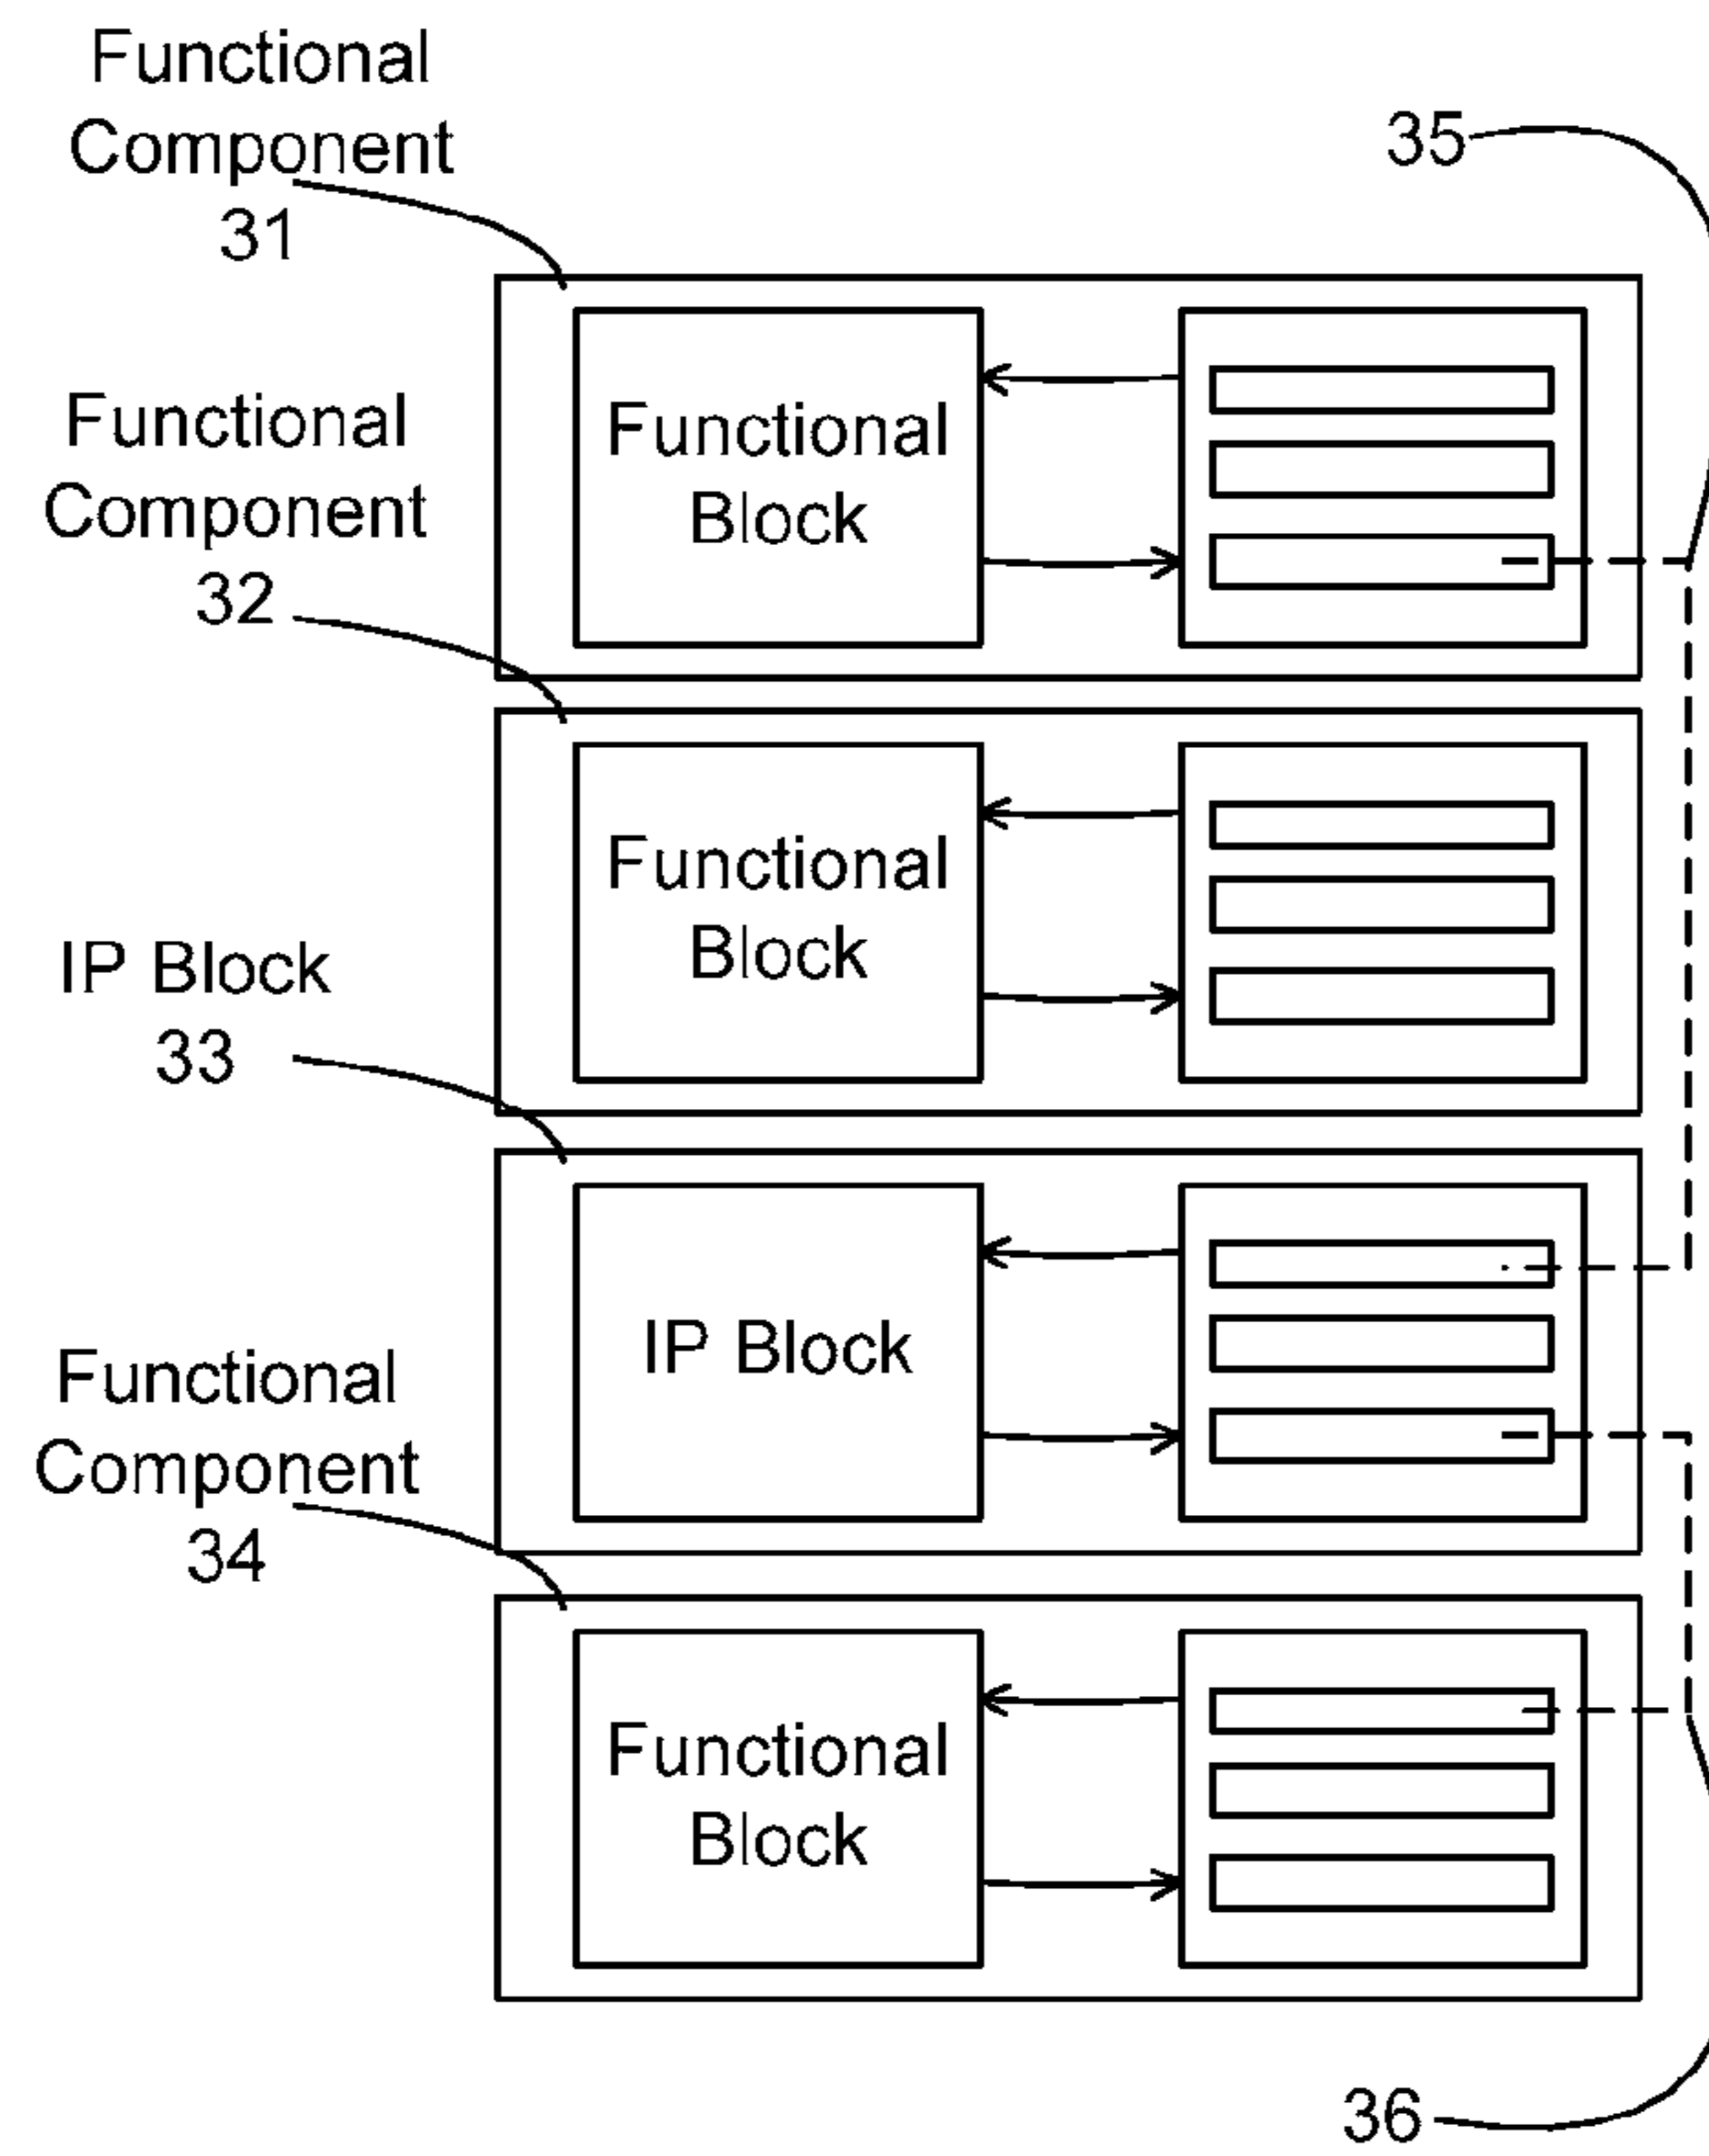 Functional
Component
31
35
Functional
Block
Functional
Component
32
Functional
Block
IP Block
33
IP Block
Functional
Component
34
Functional
Block
36